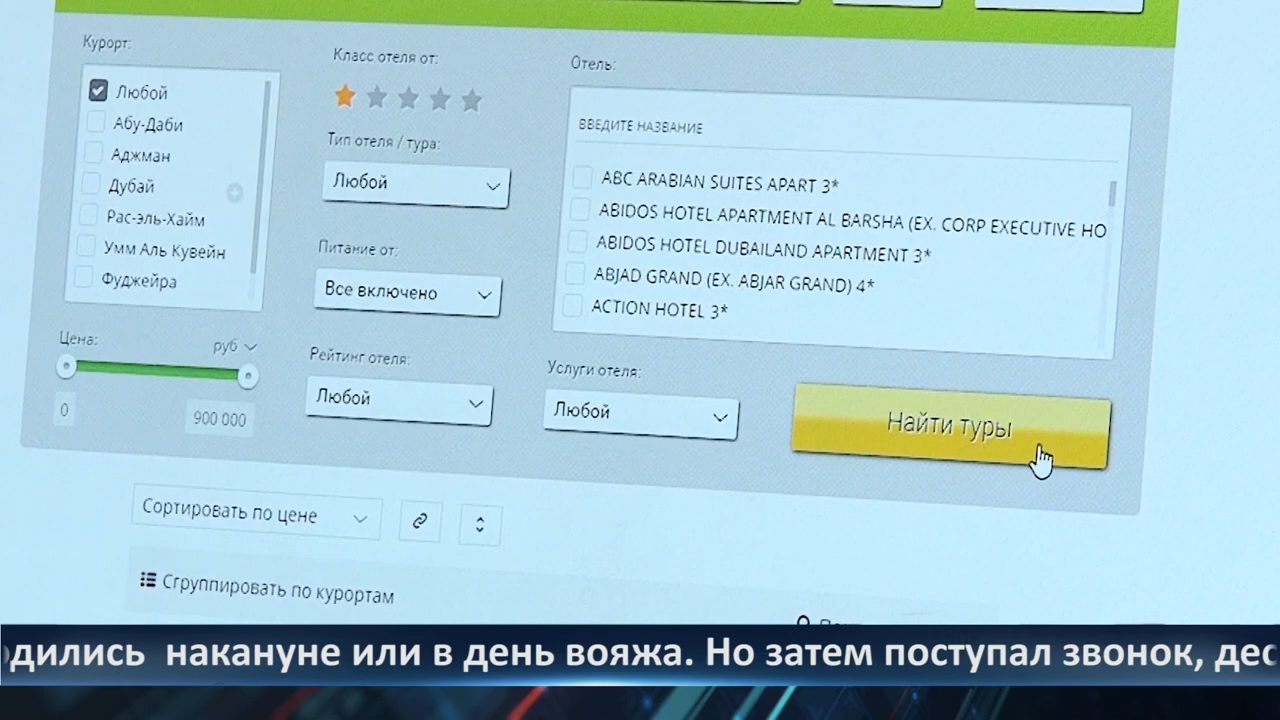 Курорт:
Любой
Абу-Даби
Аджман
Дубай
Рас-эль-Хайм
Умм Аль Кувейн
Фуджейра
Цена:
руб
0
900 000
Класс отеля от:
Тип отеля / тура:
Любой
Питание от:
Все включено
Рейтинг отеля:
Любой
Отель:
ВВЕДИТЕ НАЗВАНИЕ
ABC ARABIAN SUITES APART 3*
ABIDOS HOTEL APARTMENT AL BARSHA (EX. CORP EXECUTIVE HO
ABIDOS HOTEL DUBAILAND APARTMENT 3*
ABJAD GRAND (EX. ABJAR GRAND) 4*
ACTION HOTEL 3*
Услуги отеля:
Любой
Найти туры
Сортировать по цене
Сгруппировать по курортам
одились накануне или в день вояжа. Но затем поступал звонок, дес